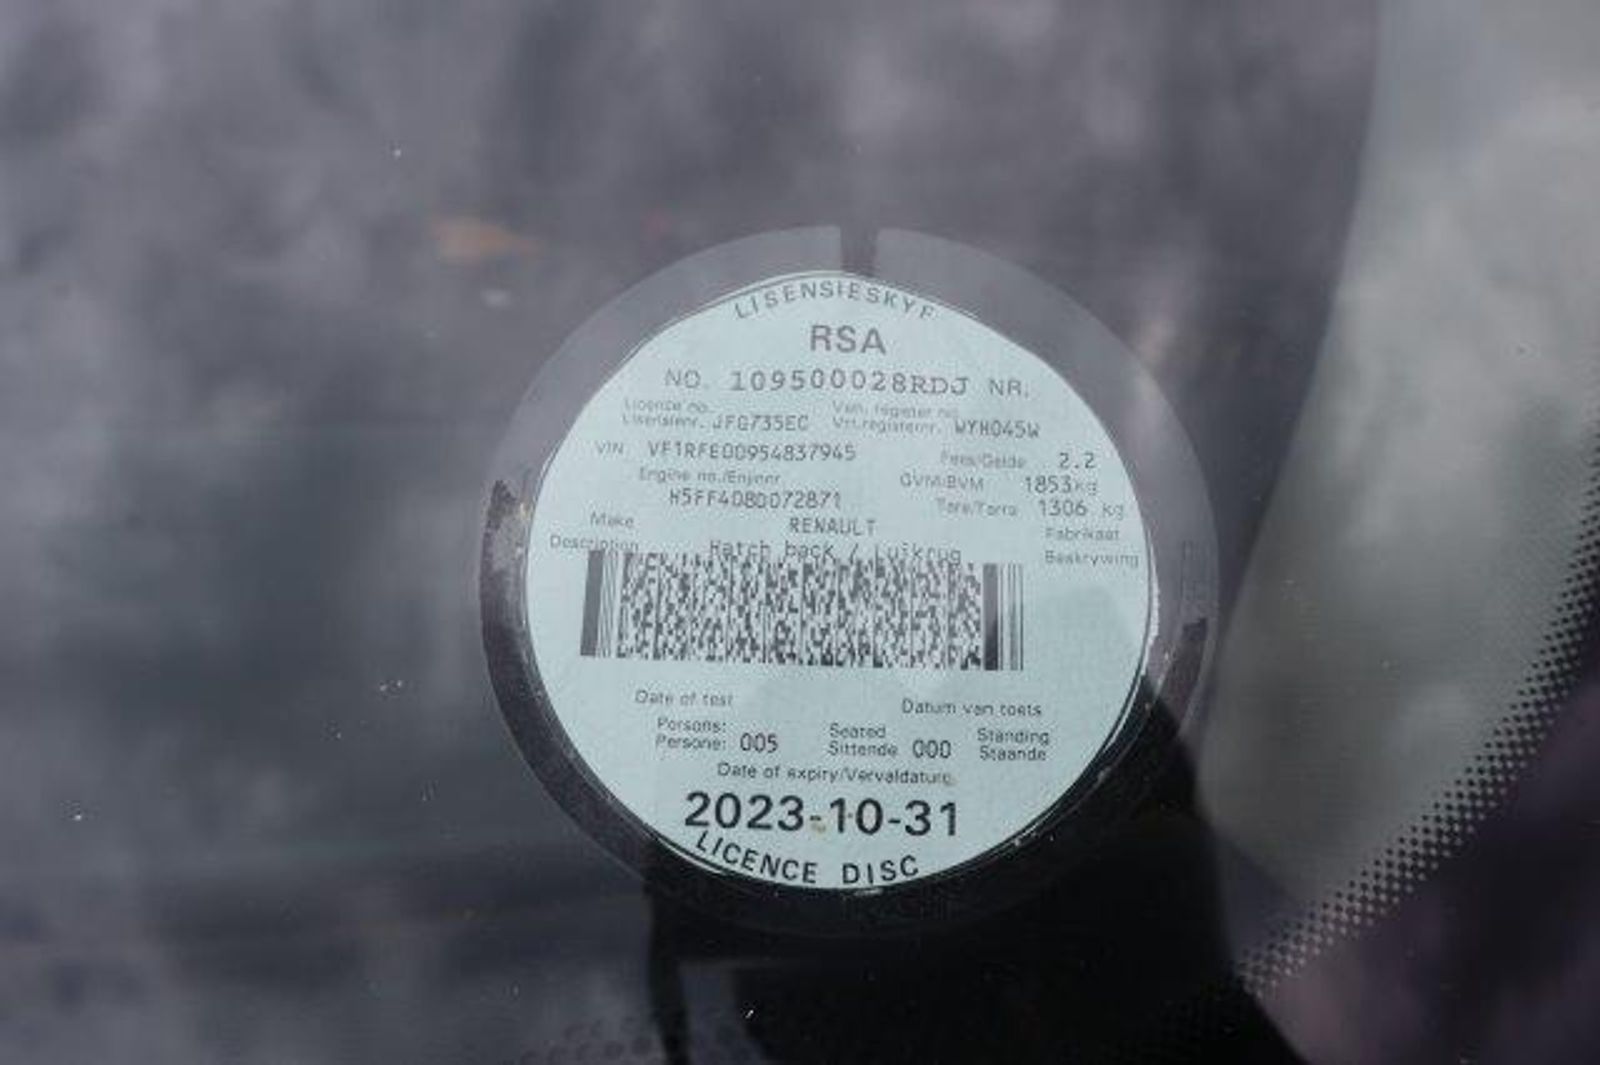 LISENSIESKYF
RSA
NO. 109500028RDJ NR.
Licence no. Veh. register no.
Lisensienr. JFG735EC Vrt.registernr. WYH045W
VIN VF1RFE00954837945 Fees/Gelde 2.2
Engine no./Enjinnr. GVM/BVM 1853kg
H5FF408D072871 Tare/Tarra 1306 kg
Make RENAULT Fabrikaat
Description Hatch back / Luikrug Beskrywing
Date of test Datum van toets
Persons: Seated Standing
Persone: 005 Sittende 000 Staande
Date of expiry/Vervaldatum
2023-10-31
LICENCE DISC